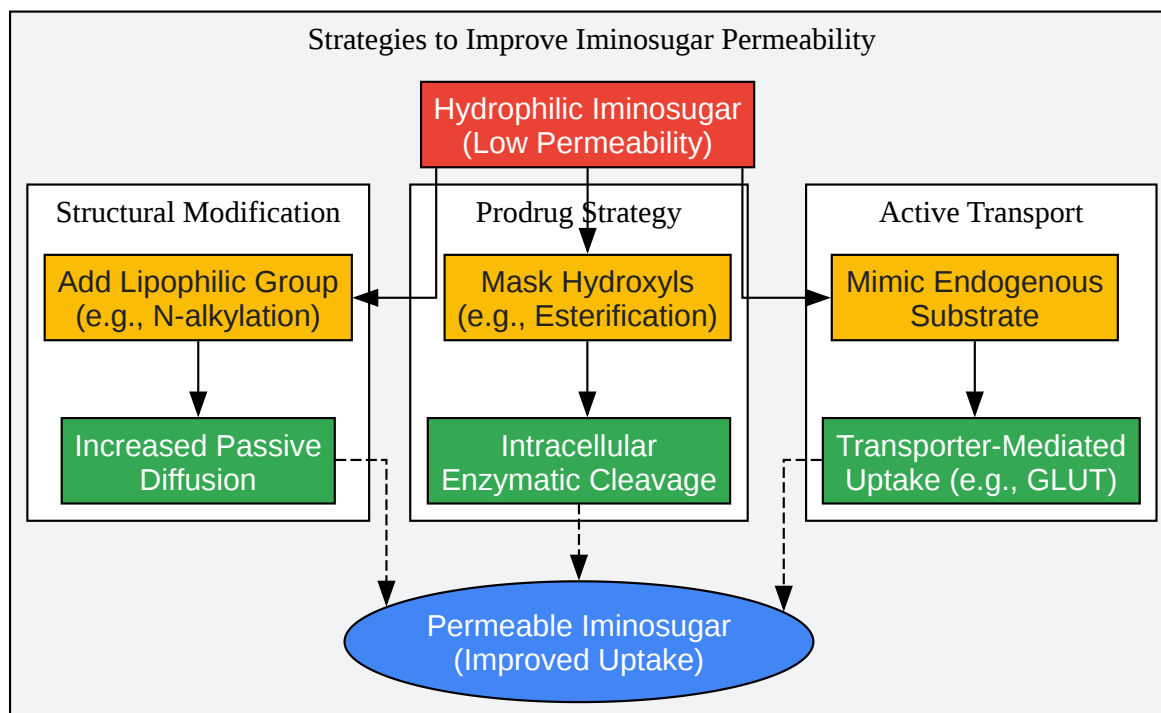 Strategies to Improve Iminosugar Permeability
Hydrophilic Iminosugar
(Low Permeability)
Structural Modification
Add Lipophilic Group
(e.g., N-alkylation)
Increased Passive
Diffusion
Prodrug Strategy
Mask Hydroxyls
(e.g., Esterification)
Intracellular
Enzymatic Cleavage
Active Transport
Mimic Endogenous
Substrate
Transporter-Mediated
Uptake (e.g., GLUT)
Permeable Iminosugar
(Improved Uptake)